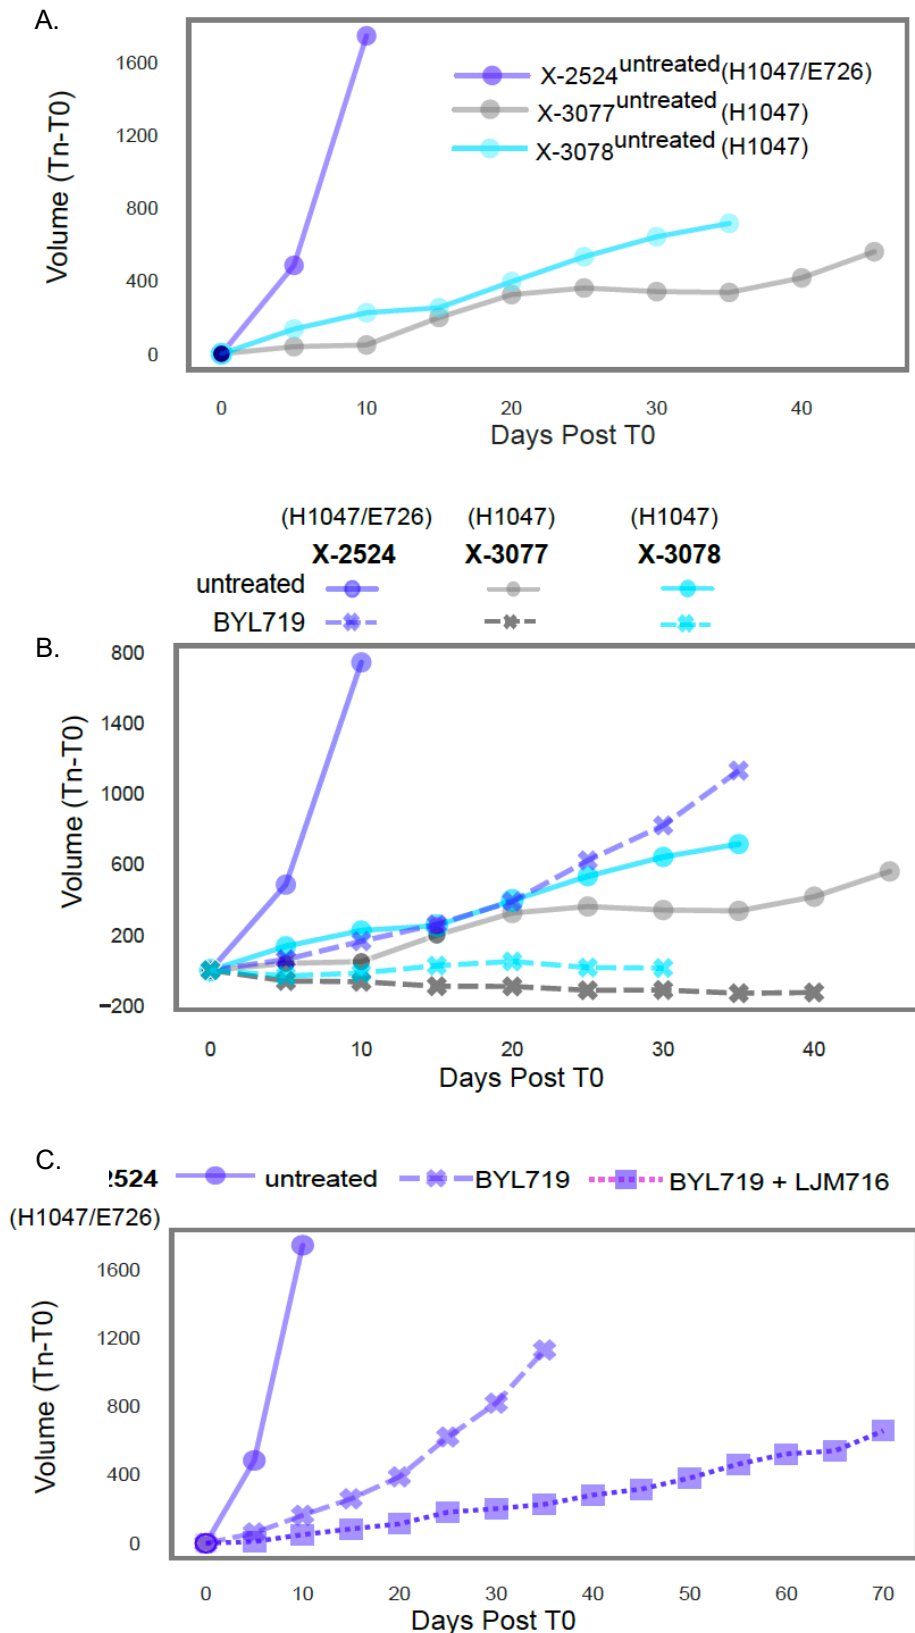 A.
1600
1200
800
400
0
Volume (Tn-T0)
X-2524untreated(H1047/E726)
X-3077untreated (H1047)
X-3078untreated (H1047)
0 10 20 30 40
Days Post T0
(H1047/E726) (H1047) (H1047)
X-2524 X-3077 X-3078
untreated
BYL719
B.
800
1400
1000
600
200
−200
Volume (Tn-T0)
0 10 20 30 40
Days Post T0
C.
2524 untreated BYL719 BYL719 + LJM716
(H1047/E726)
1600
1200
800
400
0
Volume (Tn-T0)
0 10 20 30 40 50 60 70
Days Post T0